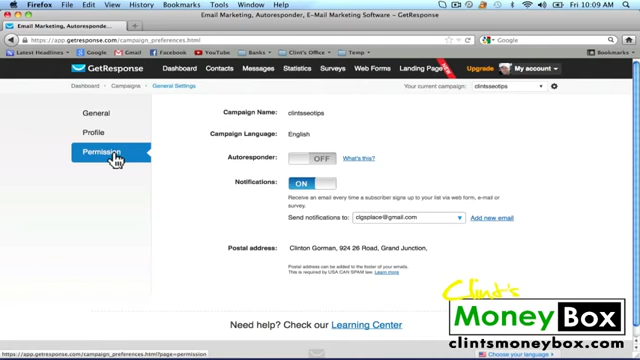 Firefox File Edit View History Bookmarks Window Help Fri 10:09 AM
Email Marketing, Autoresponder, E-Mail Marketing Software - GetResponse
Email Marketing, Autoresponde...
https://app.getresponse.com/campaign_preferences.html Google
Latest Headlines Google Gmail Facebook YouTube Banks Clint's Office Temp Bookmarks
GetResponse Dashboard Contacts Messages Statistics Surveys Web Forms Landing Page NEW Upgrade My account
Dashboard Campaigns General Settings Your current campaign: clintsseotips
General
Profile
Permission
Campaign Name: clintsseotips
Campaign Language: English
Autoresponder: OFF What's this?
Notifications: ON
Receive an email every time a subscriber signs up to your list via web form, e-mail or
survey.
Send notifications to: clgsplace@gmail.com Add new email
Postal address: Clinton Gorman, 924 26 Road, Grand Junction,
Postal address can be added to the footer of your emails.
This is required by USA CAN SPAM law. Learn more
Need help? Check our Learning Center
Clint's
MoneyBox
clintsmoneybox.com
https://app.getresponse.com/campaign_preferences.html?page=permission
Choose your language: